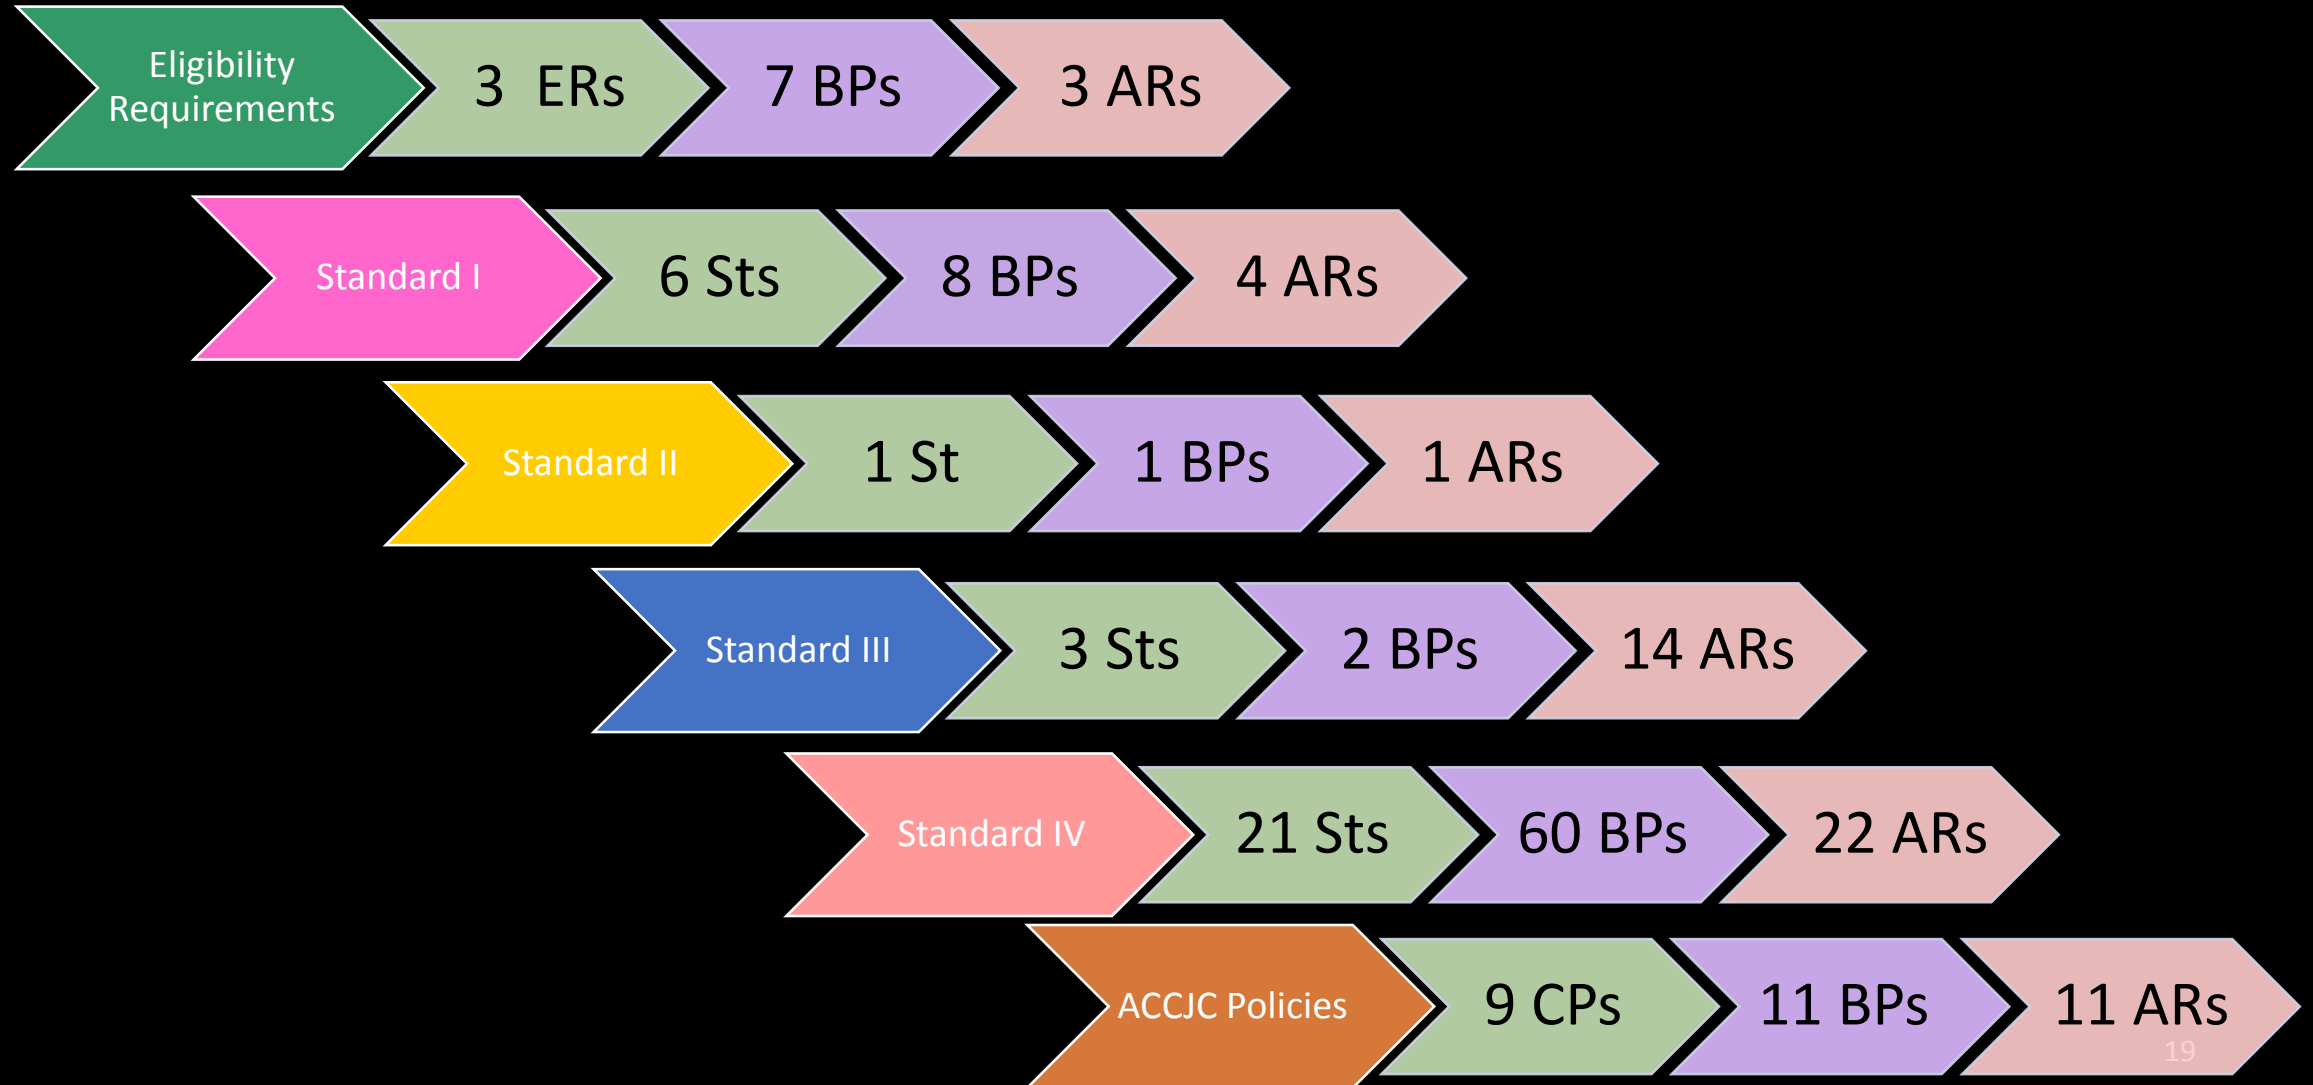 Eligibility
Requirements
3 ERs
7 BPs
3 ARs
Standard I
6 Sts
8 BPs
4 ARs
Standard II
1 St
1 BPs
1 ARs
Standard III
3 Sts
2 BPs
14 ARs
Standard IV
21 Sts
60 BPs
22 ARs
ACCJC Policies
9 CPs
11 BPs
11 ARs
19